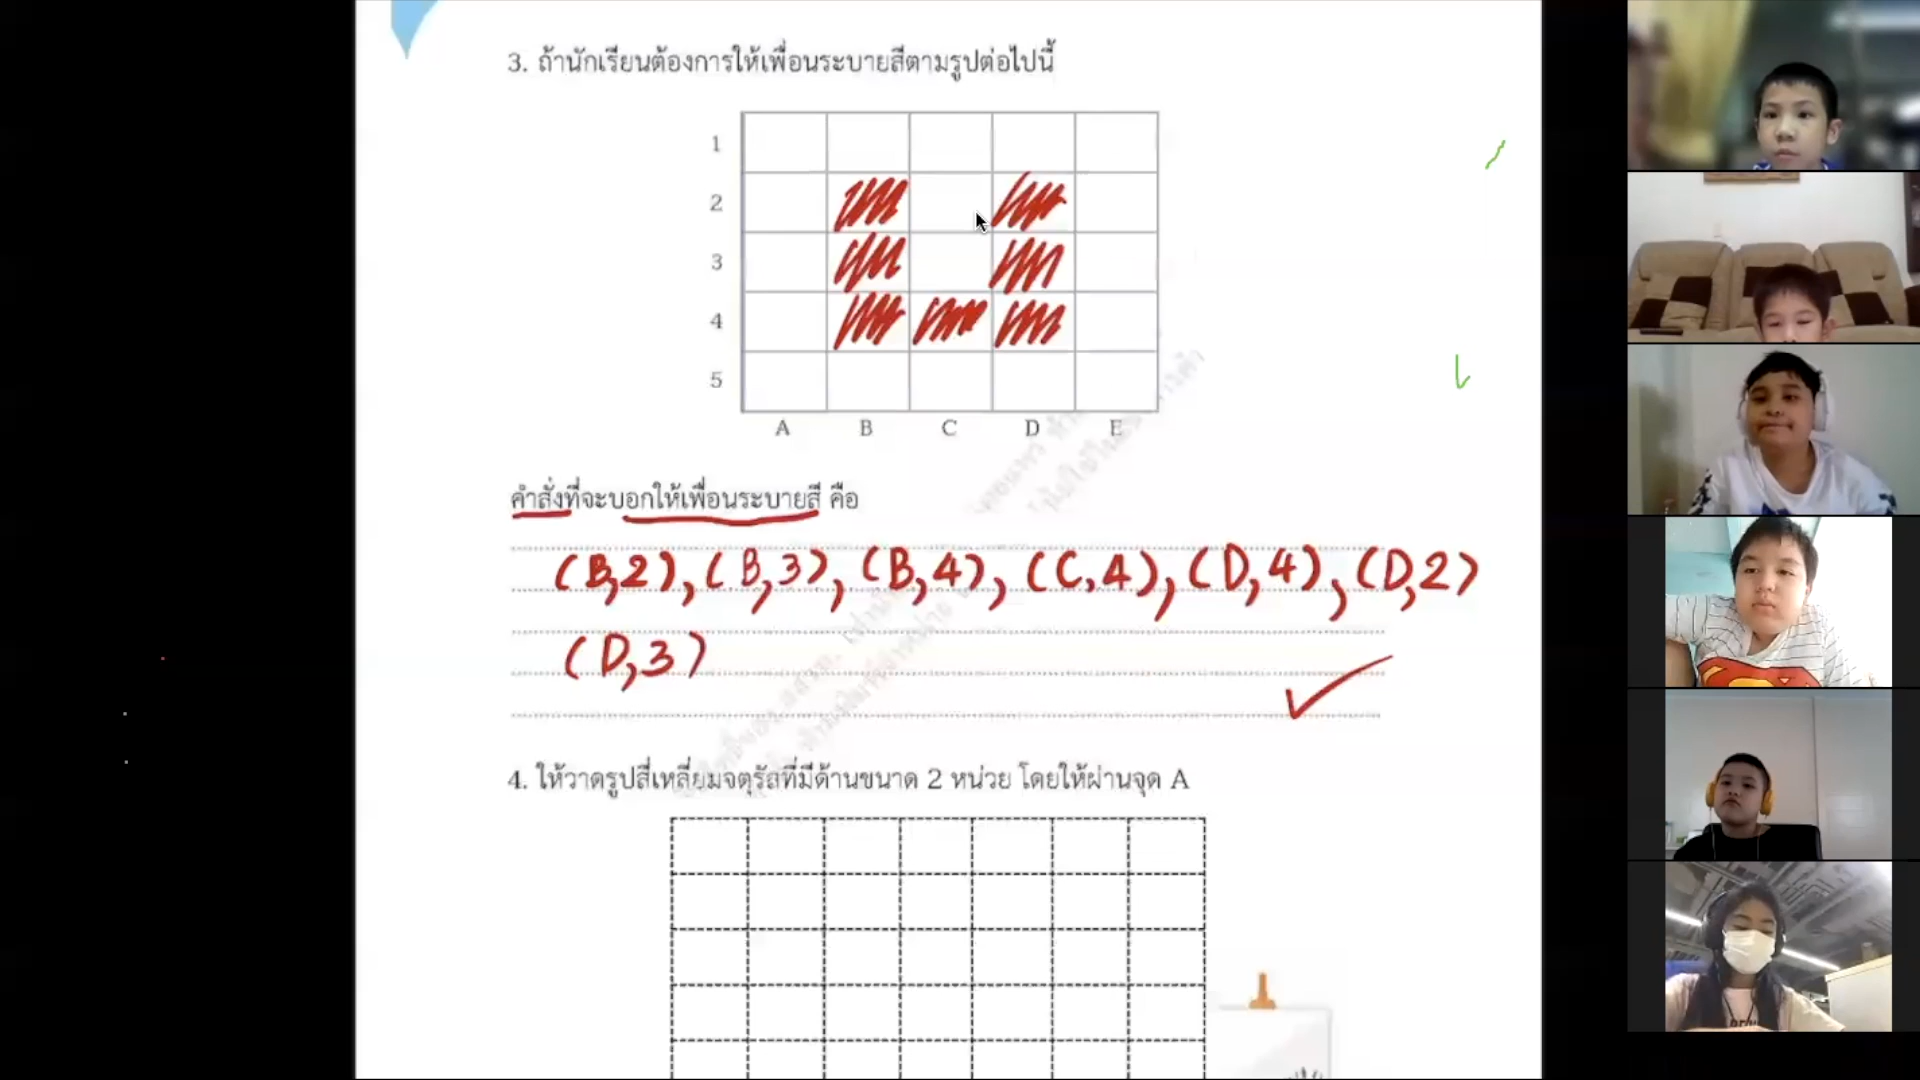 3. ถ้านักเรียนต้องการให้เพื่อนระบายสีตามรูปต่อไปนี้
1
2
3
4
5
A B C D E
คำสั่งที่จะบอกให้เพื่อนระบายสี คือ
(B,2), (B,3), (B,4), (C,4), (D,4), (D,2)
(D,3)
4. ให้วาดรูปสี่เหลี่ยมจตุรัสที่มีด้านขนาด 2 หน่วย โดยให้ผ่านจุด A